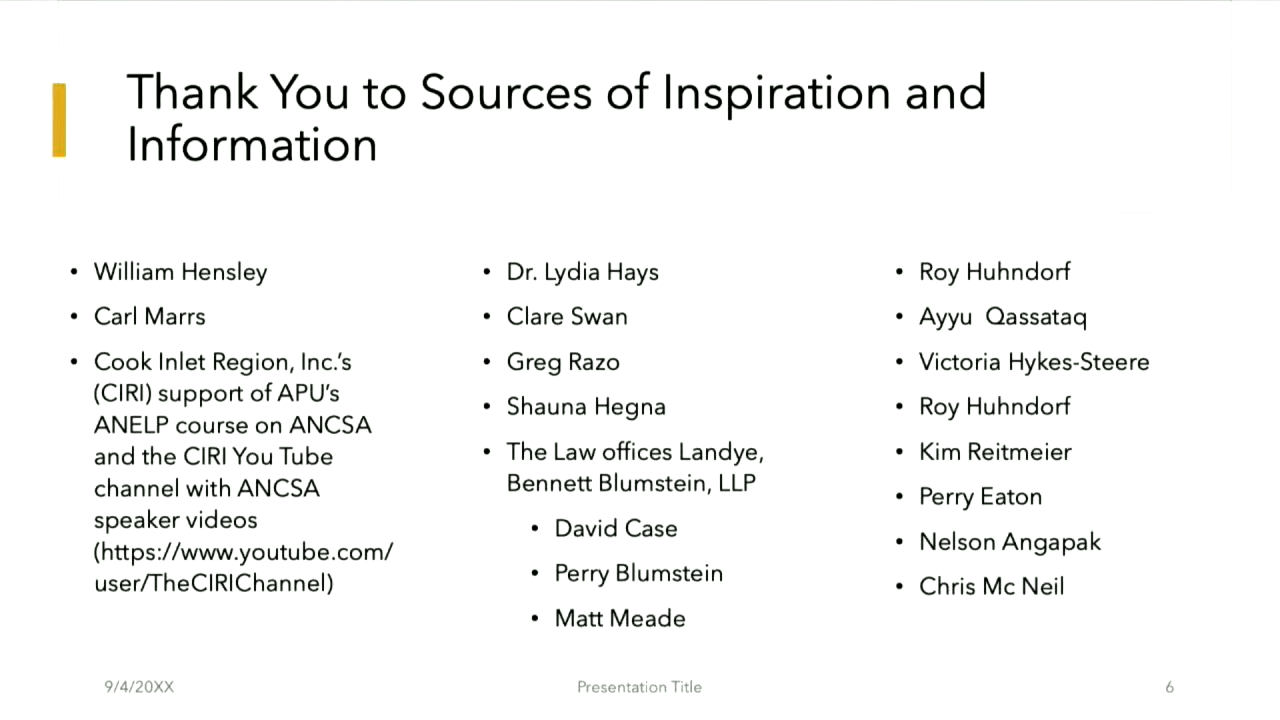 Thank You to Sources of Inspiration and
Information
• William Hensley
• Carl Marrs
• Cook Inlet Region, Inc.'s
(CIRI) support of APU's
ANELP course on ANCSA
and the CIRI You Tube
channel with ANCSA
speaker videos
(https://www.youtube.com/
user/TheCIRIChannel)
• Dr. Lydia Hays
• Clare Swan
• Greg Razo
• Shauna Hegna
• The Law offices Landye,
Bennett Blumstein, LLP
• David Case
• Perry Blumstein
• Matt Meade
• Roy Huhndorf
• Ayyu  Qassataq
• Victoria Hykes-Steere
• Roy Huhndorf
• Kim Reitmeier
• Perry Eaton
• Nelson Angapak
• Chris Mc Neil
9/4/20XX
Presentation Title
6